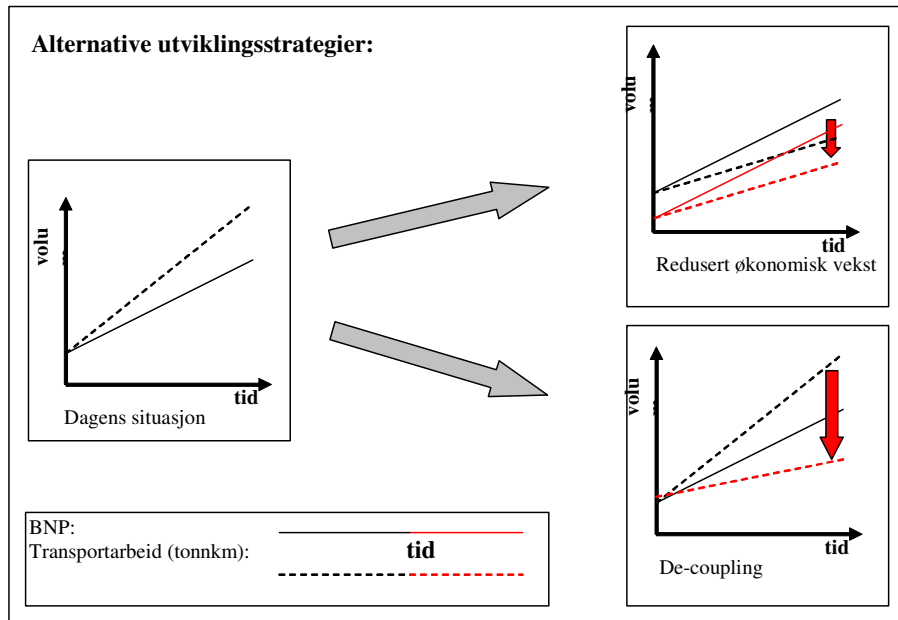 Alternative utviklingsstrategier:
volu
tid
Dagens situasjon
volu
tid
Redusert økonomisk vekst
volu
tid
De-coupling
BNP:
Transportarbeid (tonnkm):
tid